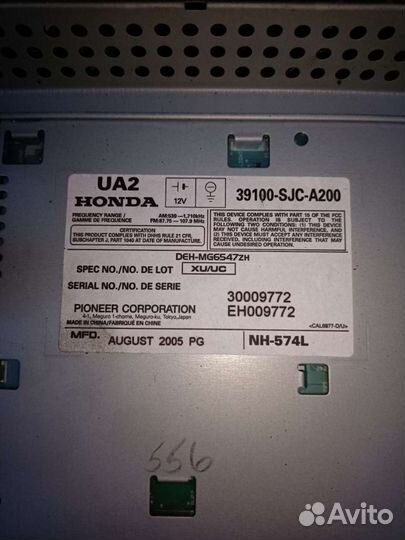 UA2
HONDA
12V
39100-SJC-A200
FREQUENCY RANGE /
GAMME DE FREQUENCE
AM:530 –1,710kHz
FM:87.75 – 107.9 MHz
CERTIFICATION
THIS PRODUCT COMPLY WITH DHHS RULE 21 CFR,
SUBCHAPTER J, PART 1040 AT DATE OF MANUFACTURE.
THIS DEVICE COMPLIES WITH PART 15 OF THE FCC
RULES. OPERATION IS SUBJECT TO THE
FOLLOWING TWO CONDITIONS: (1) THIS DEVICE
MAY NOT CAUSE HARMFUL INTERFERENCE, AND
(2) THIS DEVICE MUST ACCEPT ANY INTERFERENCE
RECEIVED, INCLUDING INTERFERENCE THAT MAY
CAUSE UNDESIRED OPERATION.
DEH-MG6547ZH
SPEC NO./NO. DE LOT XU/UC
SERIAL NO./NO. DE SERIE
30009772
EH009772
PIONEER CORPORATION
4-1, Meguro 1-chome, Meguro-ku, Tokyo,Japan
MADE IN CHINA/FABRIQUÉ EN CHINE
<CAL6977-O/U>
MFD. AUGUST 2005 PG
NH-574L
556
Avito